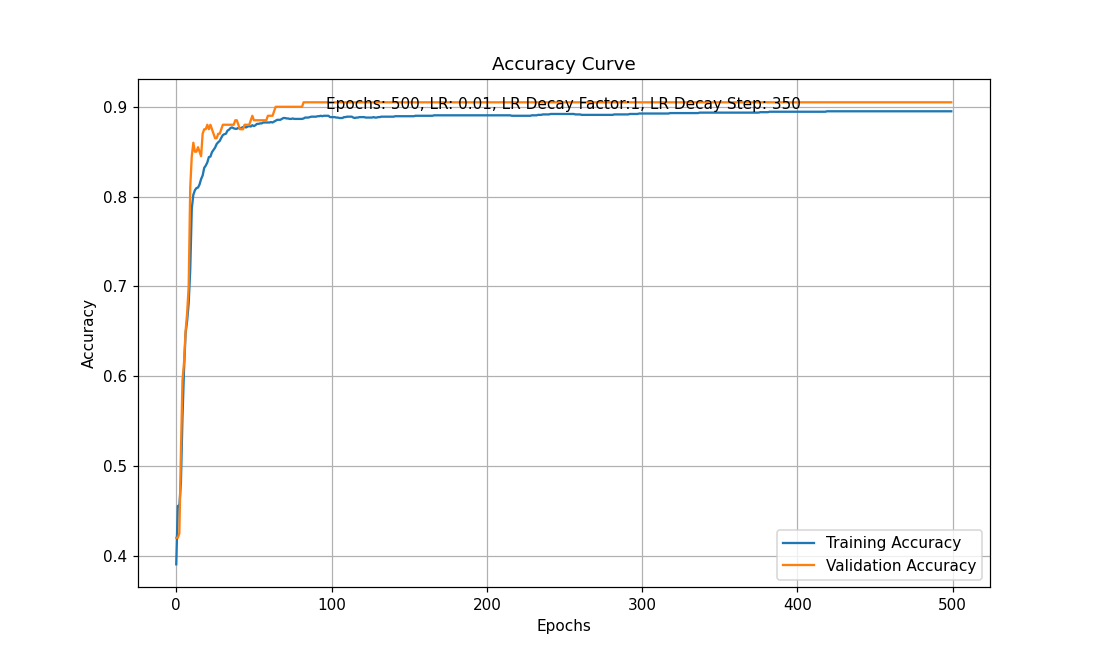 Accuracy Curve
Epochs: 500, LR: 0.01, LR Decay Factor:1, LR Decay Step: 350
0.9
0.8
0.7
0.6
0.5
0.4
Accuracy
Training Accuracy
Validation Accuracy
0 100 200 300 400 500
Epochs